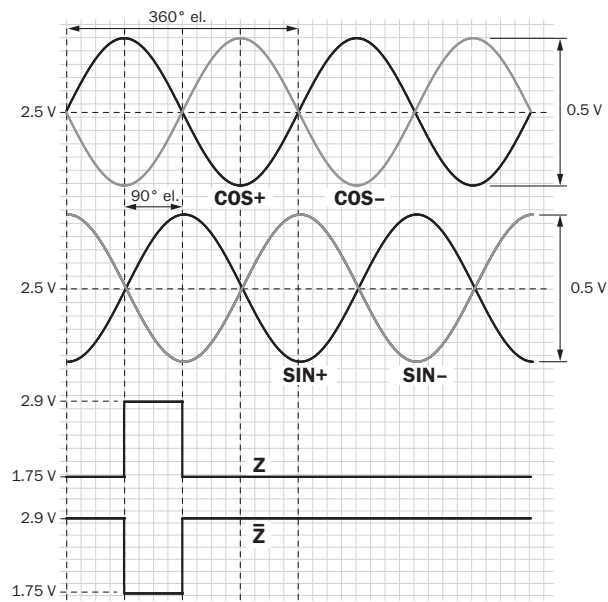 360° el.
2.5 V
0.5 V
COS+ COS–
90° el.
2.5 V
0.5 V
SIN+ SIN–
2.9 V
Z
1.75 V
2.9 V
Z̅
1.75 V